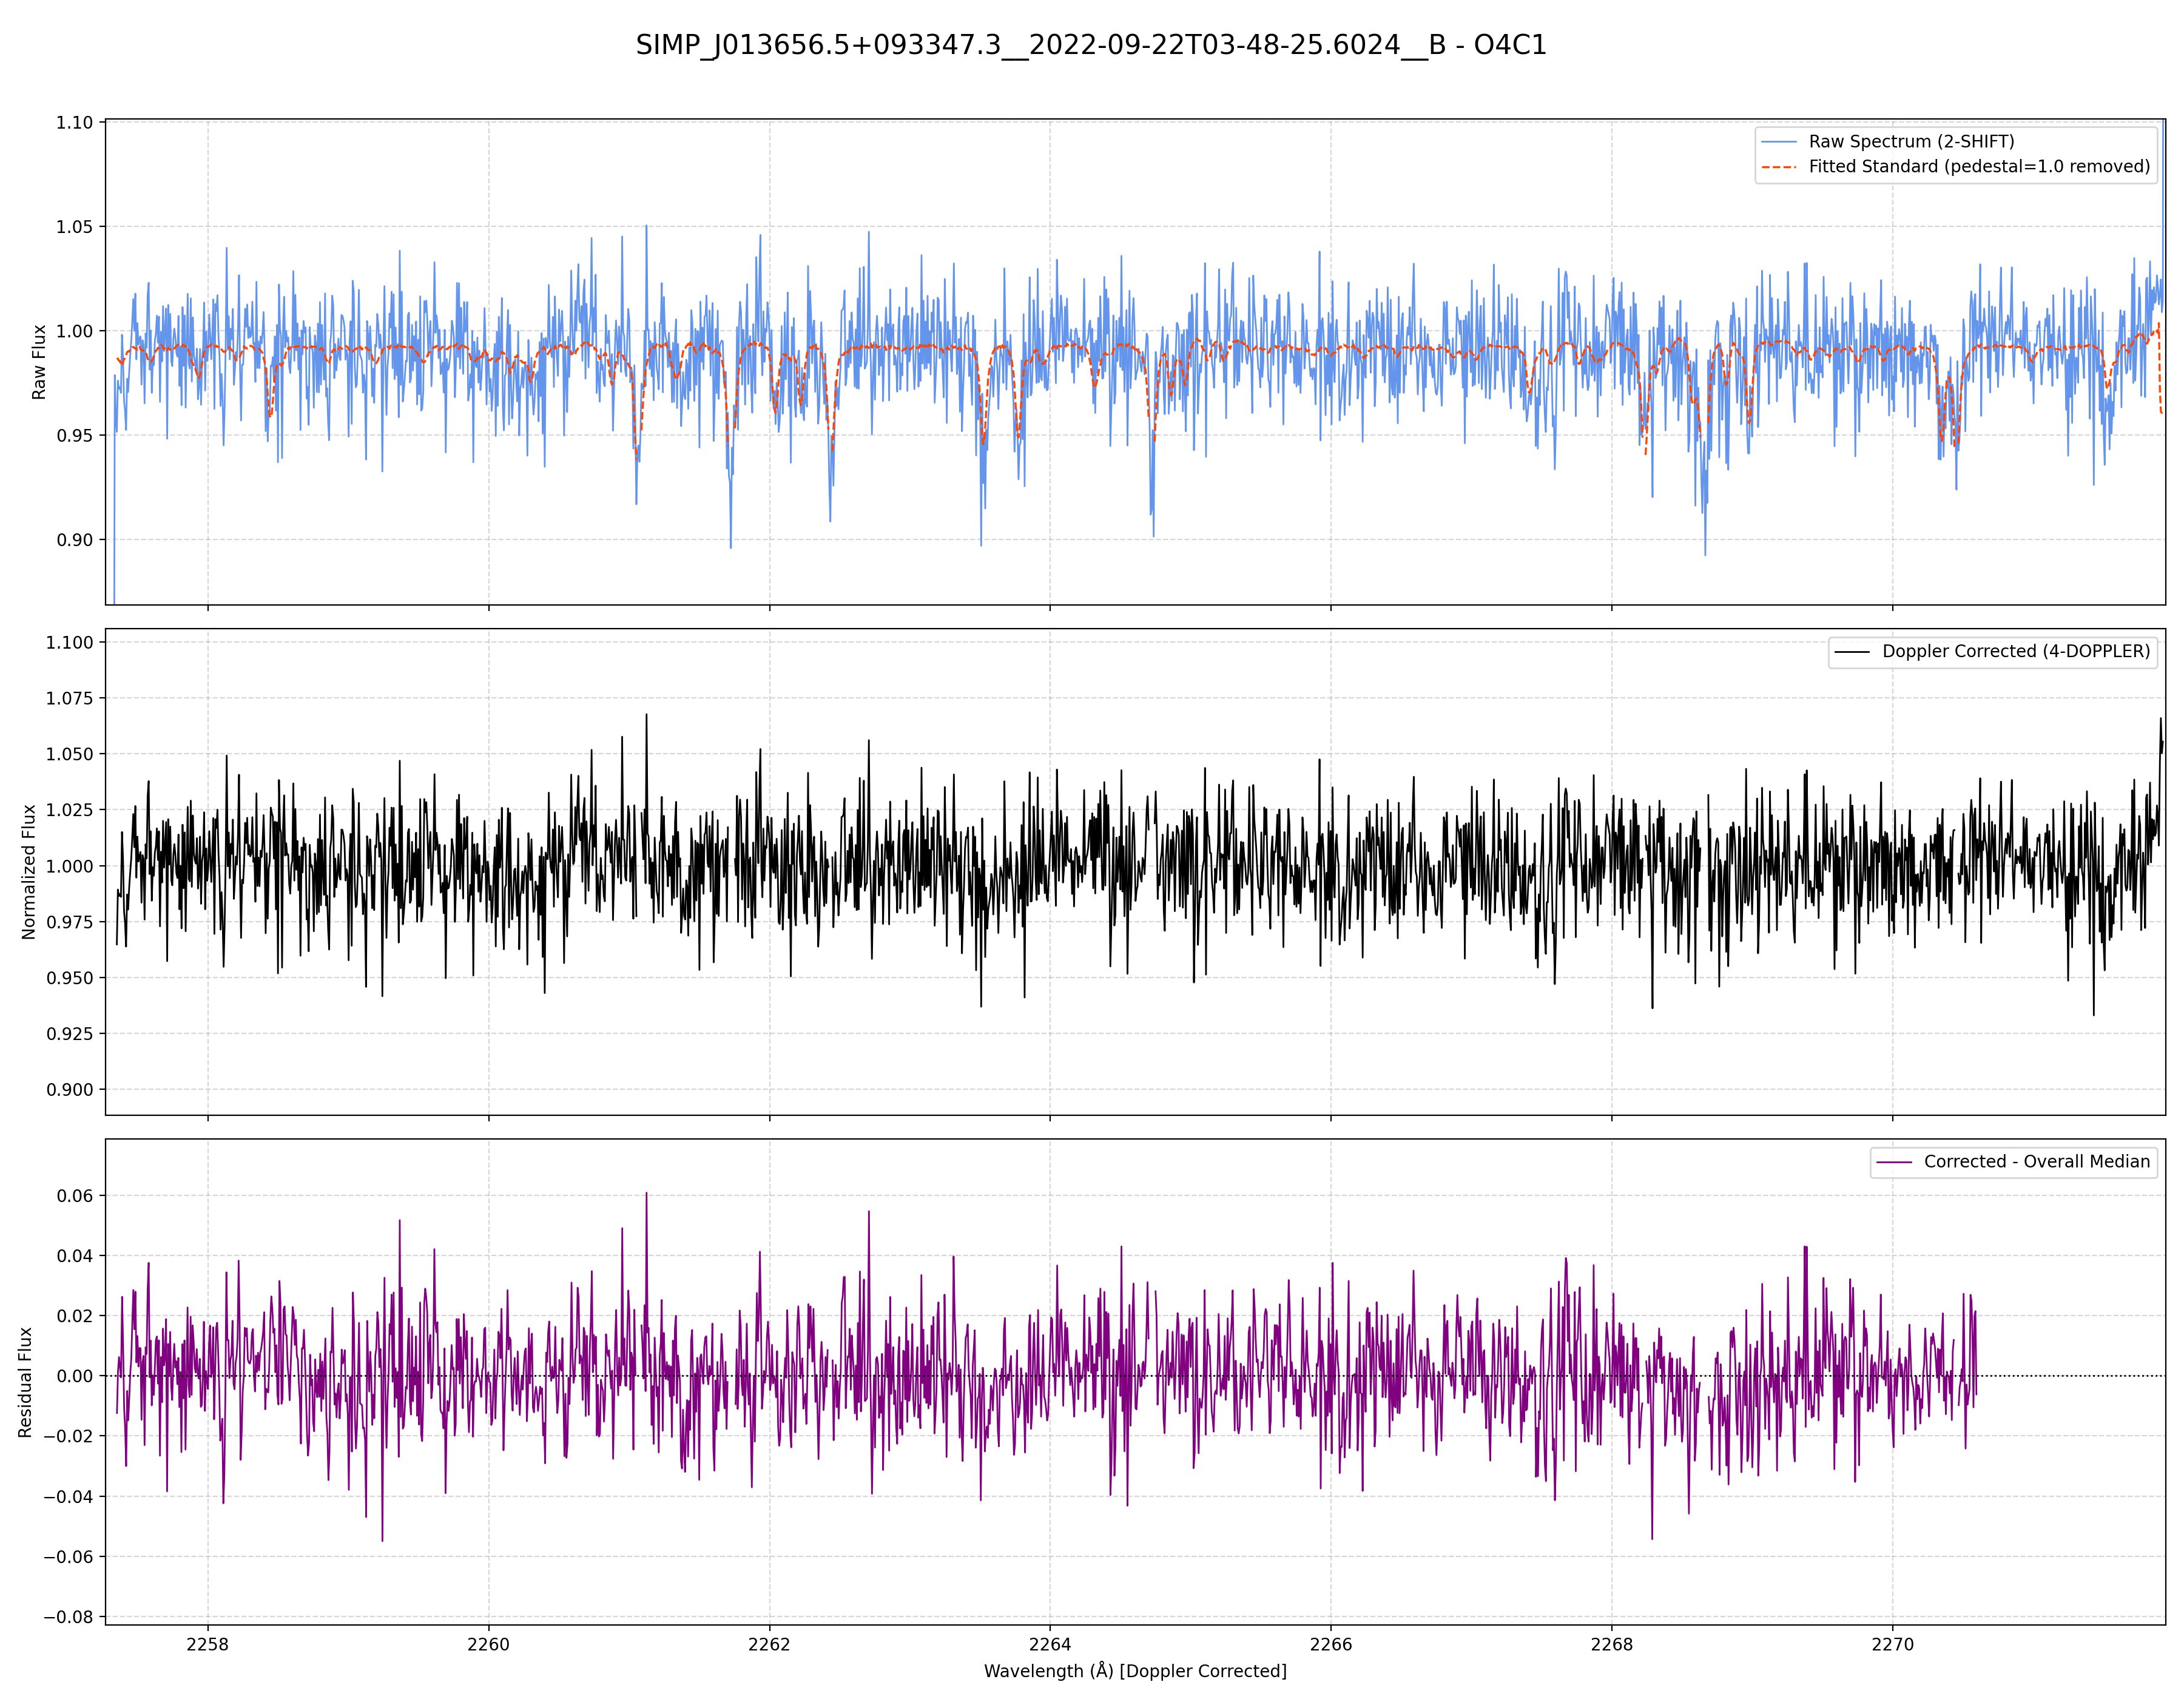 SIMP_J013656.5+093347.3__2022-09-22T03-48-25.6024__B - O4C1
Raw Flux
1.10
1.05
1.00
0.95
0.90
Raw Spectrum (2-SHIFT)
Fitted Standard (pedestal=1.0 removed)
Normalized Flux
1.100
1.075
1.050
1.025
1.000
0.975
0.950
0.925
0.900
Doppler Corrected (4-DOPPLER)
Residual Flux
0.06
0.04
0.02
0.00
−0.02
−0.04
−0.06
−0.08
Corrected - Overall Median
2258 2260 2262 2264 2266 2268 2270
Wavelength (Å) [Doppler Corrected]